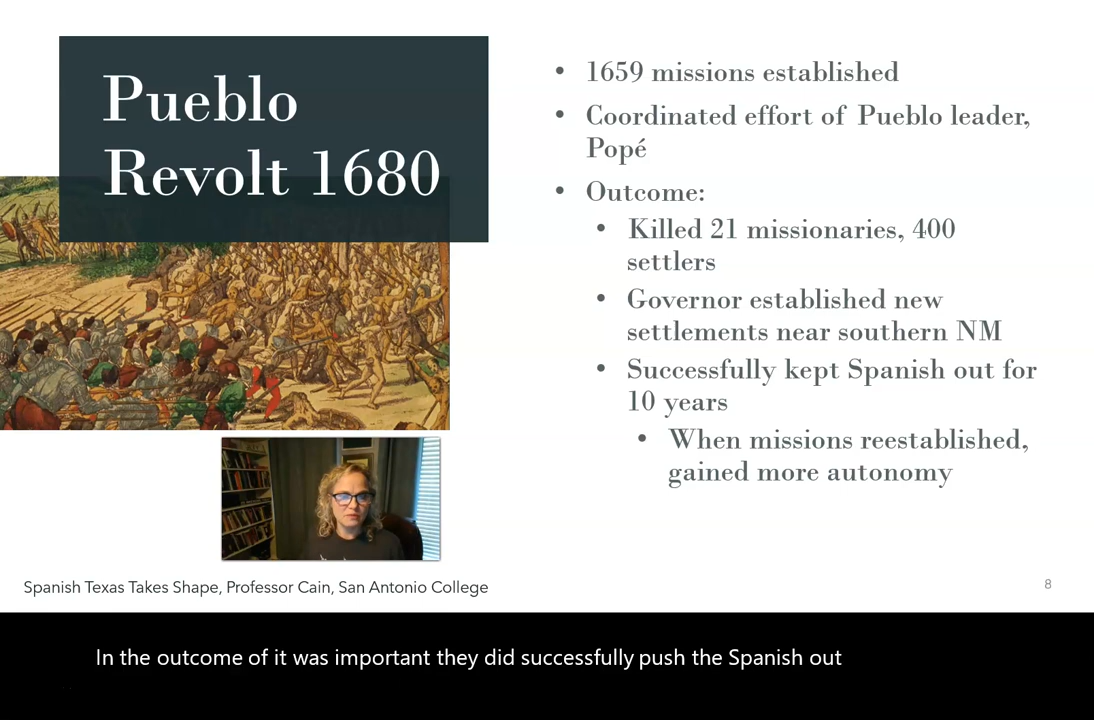 Pueblo
Revolt 1680
• 1659 missions established
• Coordinated effort of Pueblo leader,
Popé
• Outcome:
• Killed 21 missionaries, 400
settlers
• Governor established new
settlements near southern NM
• Successfully kept Spanish out for
10 years
• When missions reestablished,
gained more autonomy
Spanish Texas Takes Shape, Professor Cain, San Antonio College
8
In the outcome of it was important they did successfully push the Spanish out